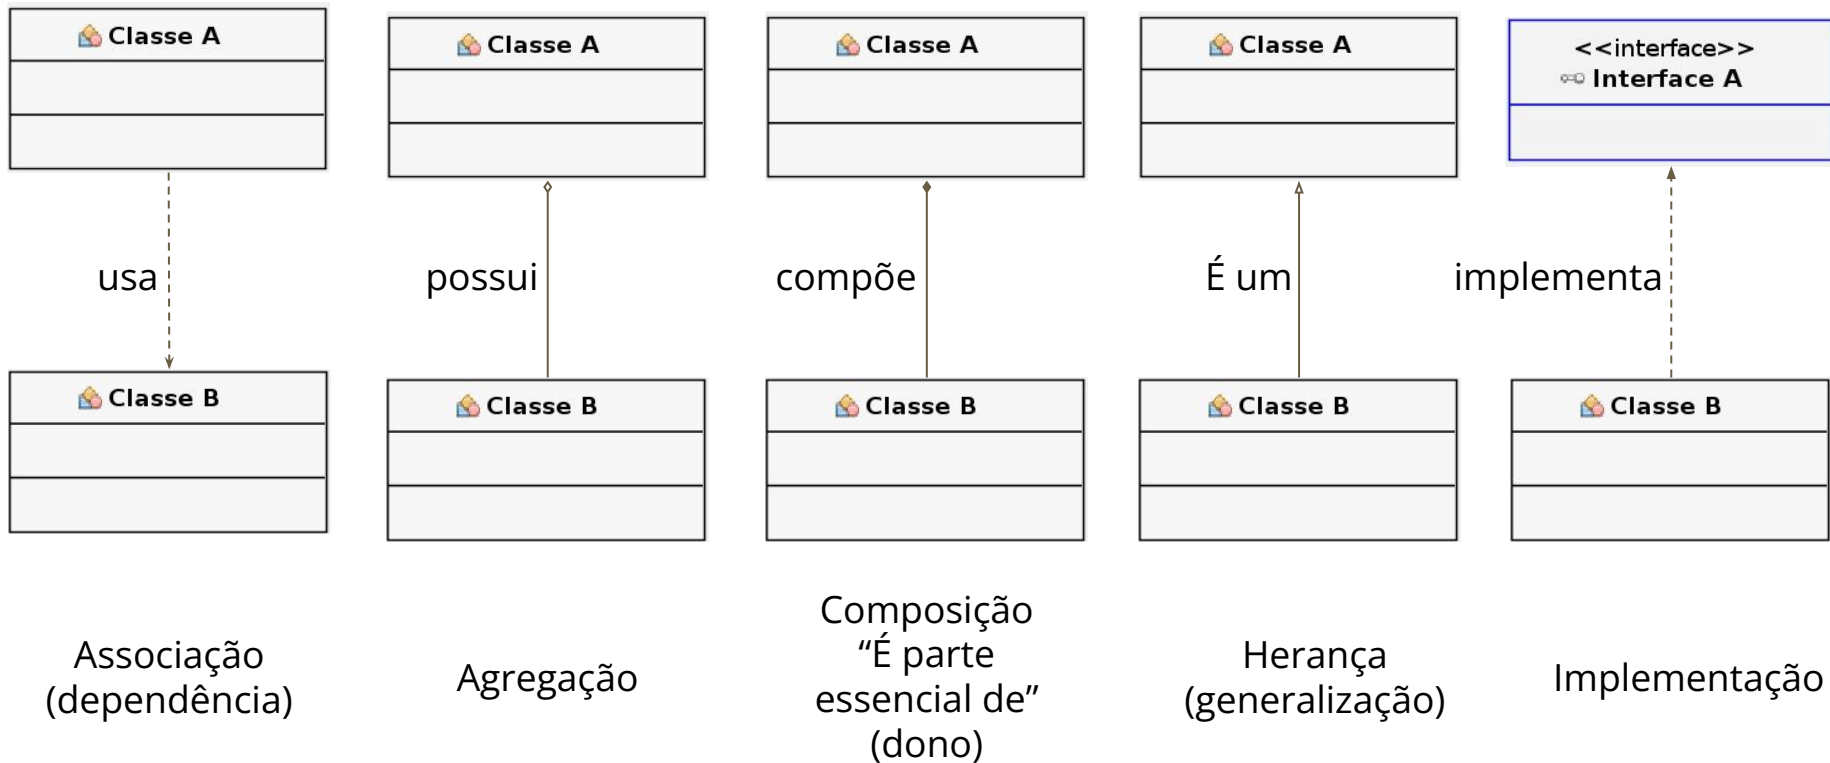 Classe A
Classe A
Classe A
Classe A
<<interface>>
Interface A
usa
possui
compõe
É um
implementa
Classe B
Classe B
Classe B
Classe B
Classe B
Associação
(dependência)
Agregação
Composição
“É parte
essencial de”
(dono)
Herança
(generalização)
Implementação